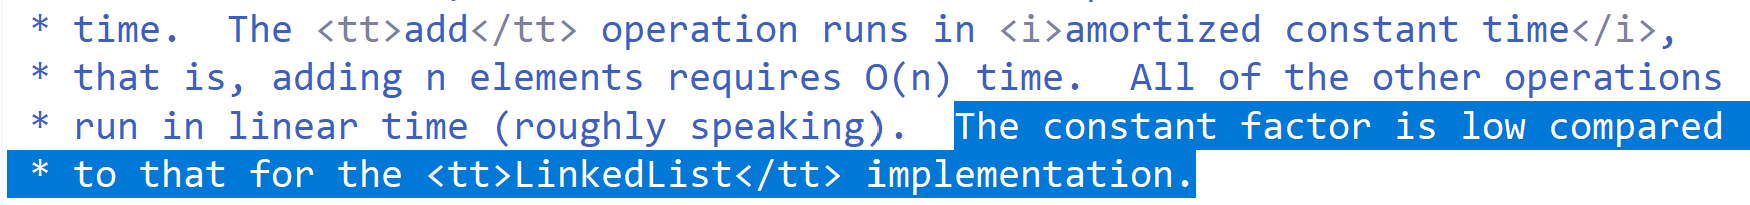 * time.  The <tt>add</tt> operation runs in <i>amortized constant time</i>,
* that is, adding n elements requires O(n) time.  All of the other operations
* run in linear time (roughly speaking).  The constant factor is low compared
* to that for the <tt>LinkedList</tt> implementation.